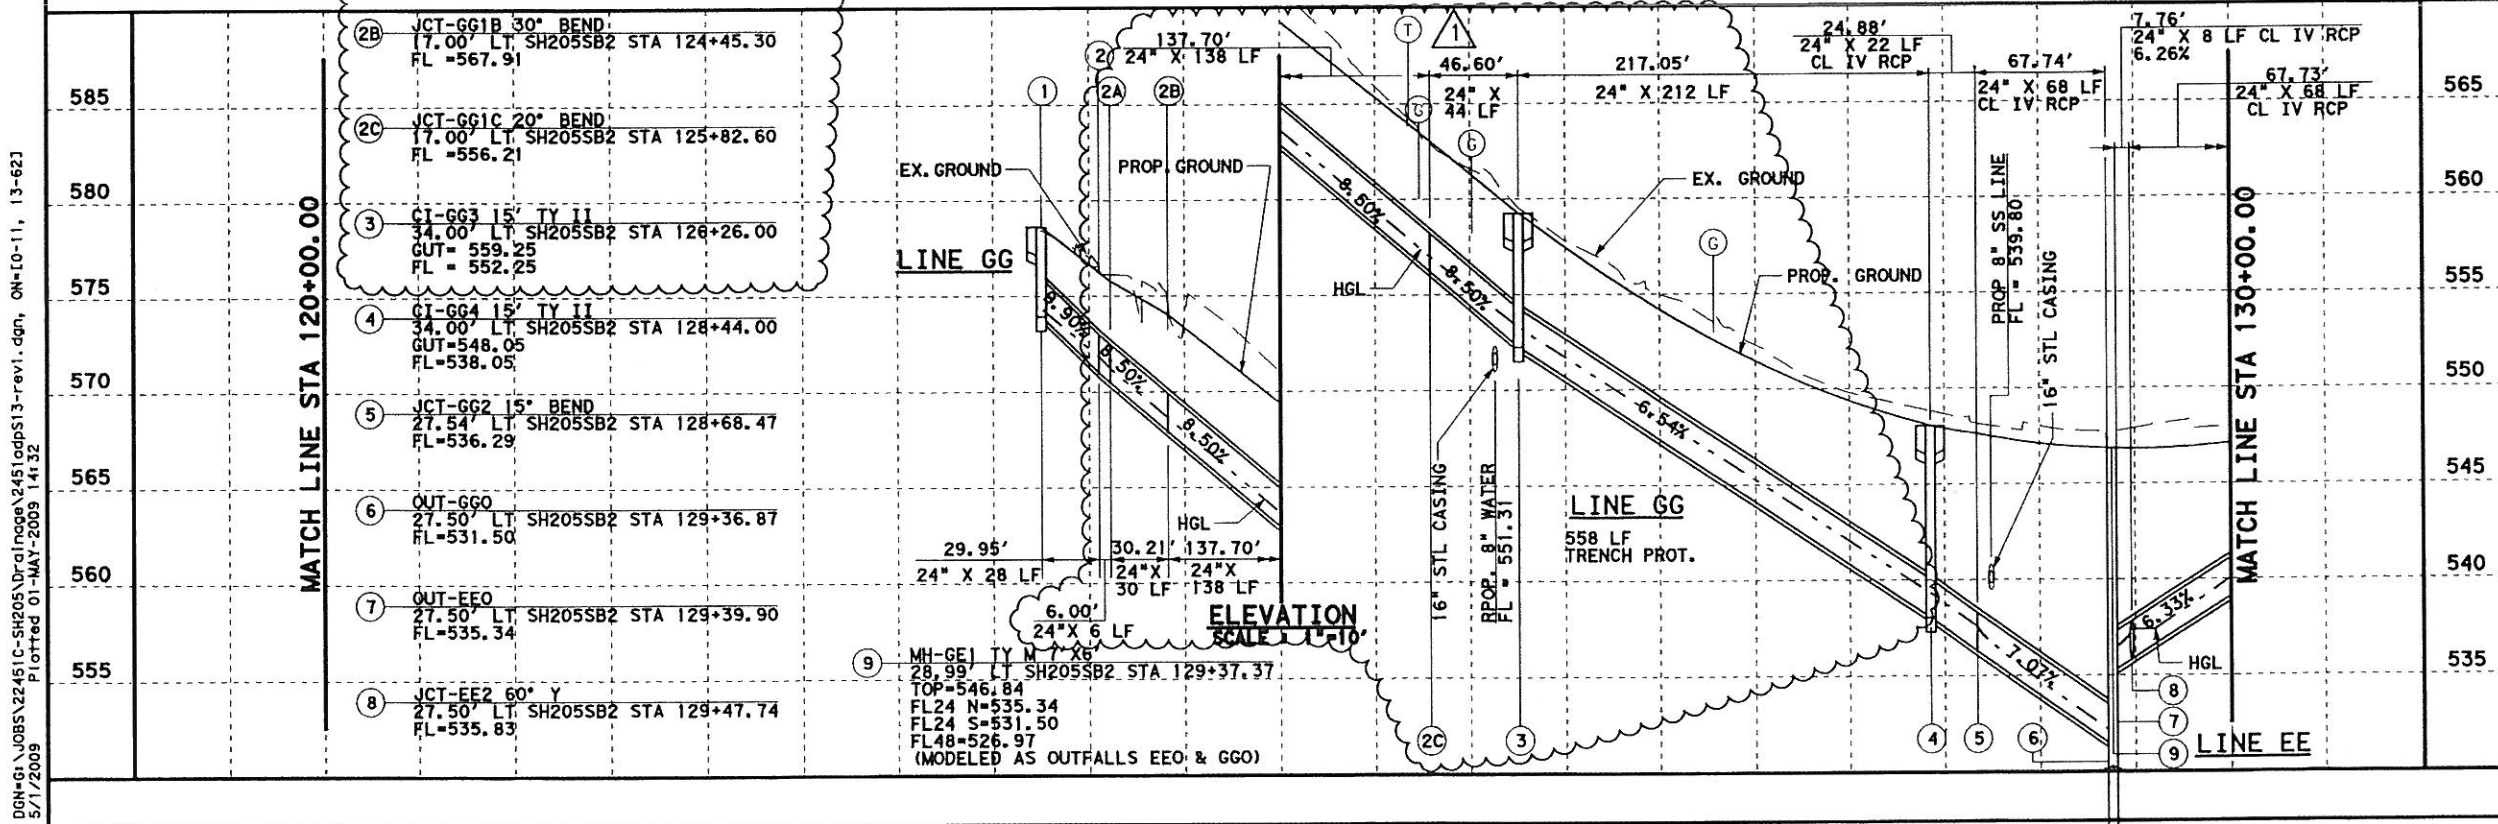 DGN=G:\JOBS\22451C-SH205\Drainage\2451adpS13-rev1.dgn, ON=[0-11, 13-62]
5/1/2009 Plotted 01-MAY-2009 14:32
585
580
575
570
565
560
555
MATCH LINE STA 120+00.00
2B JCT-GG1B 30° BEND
17.00' LT SH205SB2 STA 124+45.30
FL =567.91
2C JCT-GG1C 20° BEND
17.00' LT SH205SB2 STA 125+82.60
FL =556.21
3 CI-GG3 15' TY II
34.00' LT SH205SB2 STA 126+26.00
GUT= 559.25
FL = 552.25
4 CI-GG4 15' TY II
34.00' LT SH205SB2 STA 128+44.00
GUT=548.05
FL=538.05
5 JCT-GG2 15° BEND
27.54' LT SH205SB2 STA 128+68.47
FL=536.29
6 OUT-GGO
27.50' LT SH205SB2 STA 129+36.87
FL=531.50
7 OUT-EEO
27.50' LT SH205SB2 STA 129+39.90
FL=535.34
8 JCT-EE2 60° Y
27.50' LT SH205SB2 STA 129+47.74
FL=535.83
9 MH-GE1 TY M 7'X6'
28.99' LT SH205SB2 STA 129+37.37
TOP=546.84
FL24 N=535.34
FL24 S=531.50
FL48=526.97
(MODELED AS OUTFALLS EEO & GGO)
1
2
2A
2B
137.70'
24" X 138 LF
EX. GROUND
PROP. GROUND
LINE GG
9.90%
8.50%
8.50%
HGL
29.95'
24" X 28 LF
30.21'
24"X
30 LF
137.70'
24"X
138 LF
6.00'
24"X 6 LF
ELEVATION
SCALE : 1"=10'
T
1
46.60'
24" X
44 LF
217.05'
24" X 212 LF
24.88'
24" X 22 LF
CL IV RCP
67.74'
24" X 68 LF
CL IV RCP
7.76'
24" X 8 LF CL IV RCP
6.26%
67.73'
24" X 68 LF
CL IV RCP
G
G
G
8.50%
8.50%
HGL
EX. GROUND
PROP. GROUND
6.54%
7.07%
6.33%
HGL
16" STL CASING
RPOP. 8" WATER
FL = 551.31
LINE GG
558 LF
TRENCH PROT.
PROP 8" SS LINE
FL = 539.80
16" STL CASING
2C
3
4
5
6
8
7
9
LINE EE
MATCH LINE STA 130+00.00
565
560
555
550
545
540
535